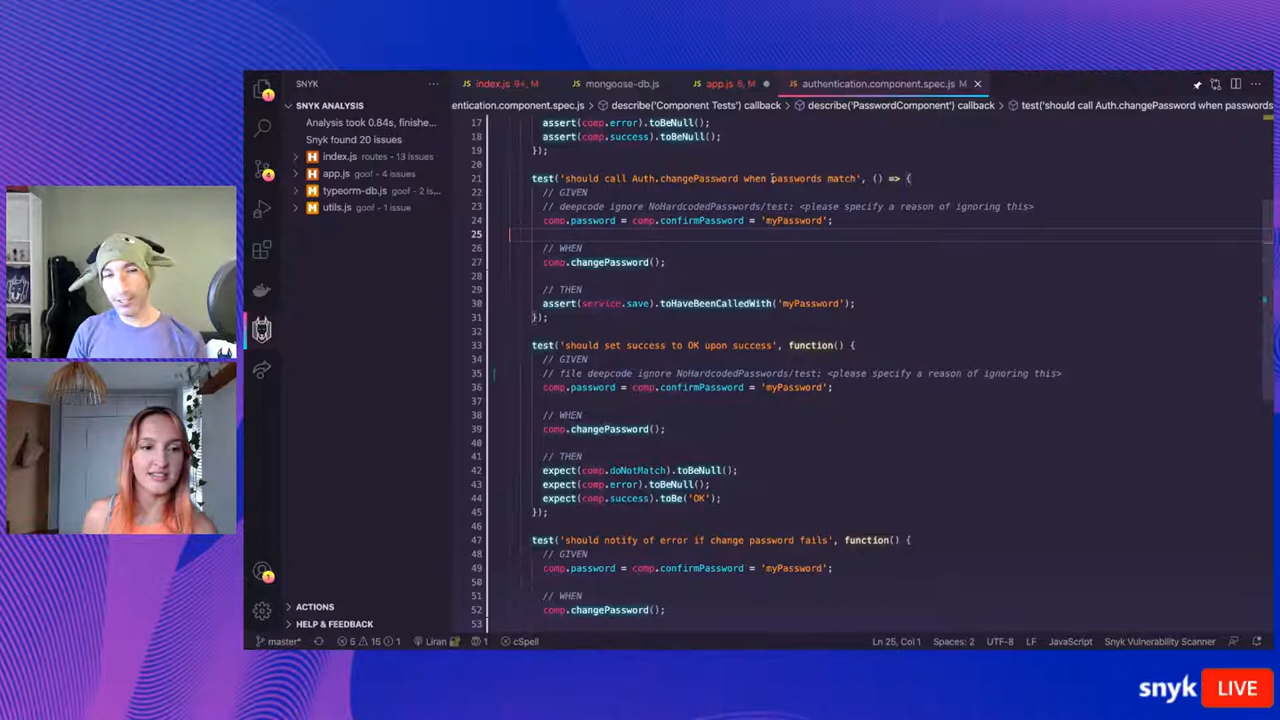 SNYK
index.js 9+, M
mongoose-db.js
app.js 6, M
authentication.component.spec.js M
SNYK ANALYSIS
entication.component.spec.js > describe('Component Tests') callback > describe('PasswordComponent') callback > test('should call Auth.changePassword when passwords
Analysis took 0.84s, finishe...
Snyk found 20 issues
H index.js routes - 13 issues
H app.js goof - 4 issues
H typeorm-db.js goof - 2 is...
H utils.js goof - 1 issue
17 assert(comp.error).toBeNull();
18 assert(comp.success).toBeNull();
19 });
20
21 test('should call Auth.changePassword when passwords match', () => {
22 // GIVEN
23 // deepcode ignore NoHardcodedPasswords/test: <please specify a reason of ignoring this>
24 comp.password = comp.confirmPassword = 'myPassword';
25
26 // WHEN
27 comp.changePassword();
28
29 // THEN
30 assert(service.save).toHaveBeenCalledWith('myPassword');
31 });
32
33 test('should set success to OK upon success', function() {
34 // GIVEN
35 // file deepcode ignore NoHardcodedPasswords/test: <please specify a reason of ignoring this>
36 comp.password = comp.confirmPassword = 'myPassword';
37
38 // WHEN
39 comp.changePassword();
40
41 // THEN
42 expect(comp.doNotMatch).toBeNull();
43 expect(comp.error).toBeNull();
44 expect(comp.success).toBe('OK');
45 });
46
47 test('should notify of error if change password fails', function() {
48 // GIVEN
49 comp.password = comp.confirmPassword = 'myPassword';
50
51 // WHEN
52 comp.changePassword();
53
ACTIONS
HELP & FEEDBACK
master* 5 15 1 Liran 1 cSpell
Ln 25, Col 1 Spaces: 2 UTF-8 LF JavaScript Snyk Vulnerability Scanner
snyk LIVE